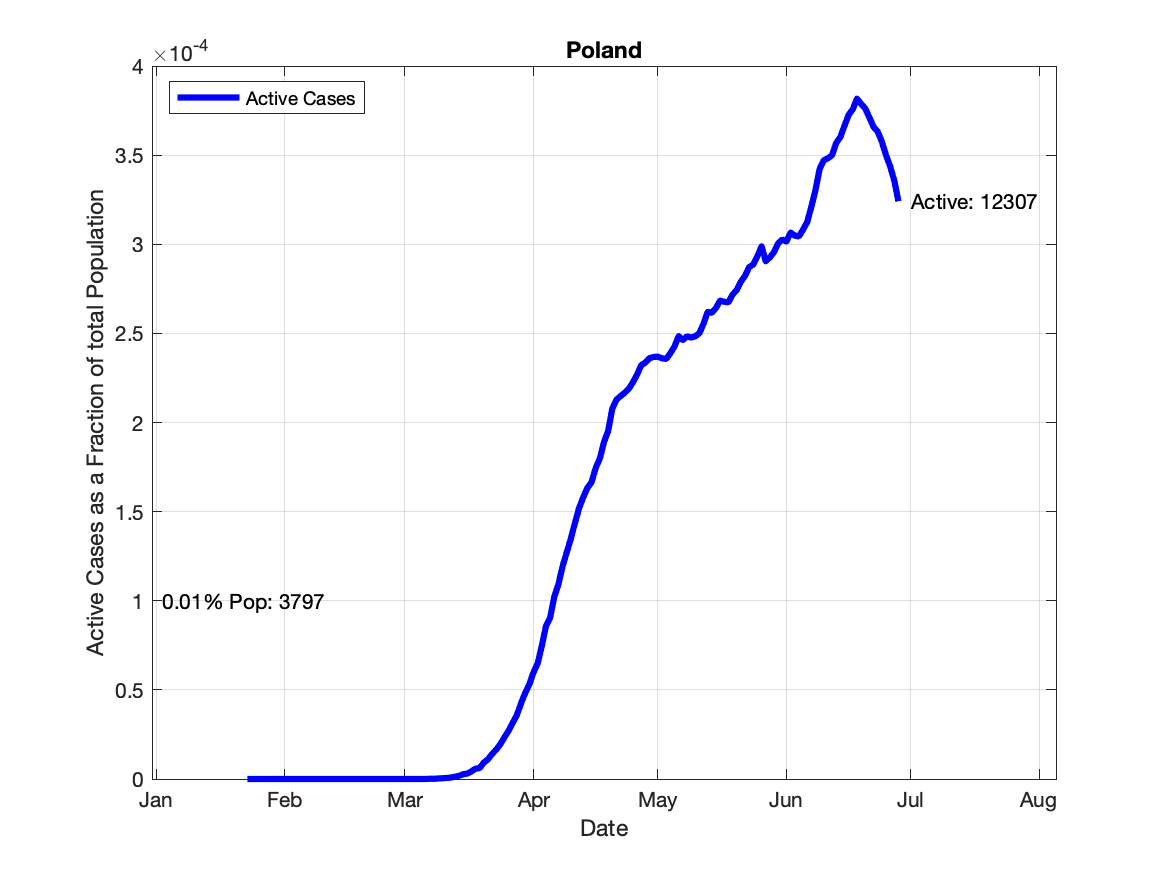 Poland
×10-4
Active Cases
4
3.5
3
2.5
2
1.5
1
0.5
0
Active Cases as a Fraction of total Population
Active: 12307
0.01% Pop: 3797
Jan Feb Mar Apr May Jun Jul Aug
Date